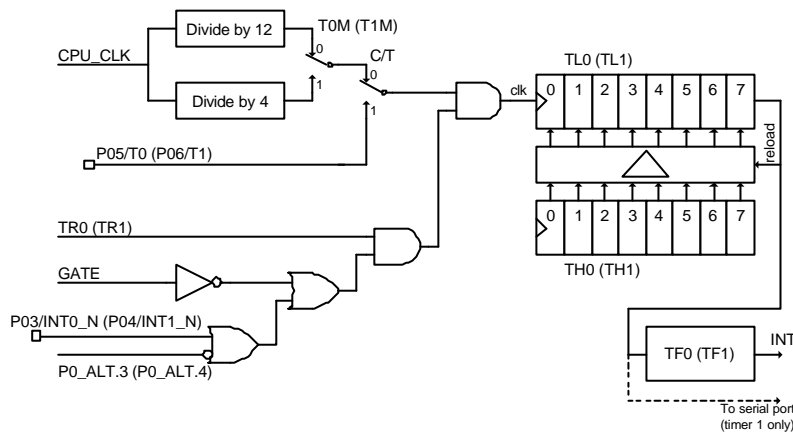 Divide by 12
T0M (T1M)
CPU_CLK
0
C/T
TL0 (TL1)
Divide by 4
1
0
clk
0 1 2 3 4 5 6 7
1
P05/T0 (P06/T1)
reload
0 1 2 3 4 5 6 7
TR0 (TR1)
TH0 (TH1)
GATE
P03/INT0_N (P04/INT1_N)
P0_ALT.3 (P0_ALT.4)
TF0 (TF1)
INT
To serial port
(timer 1 only)